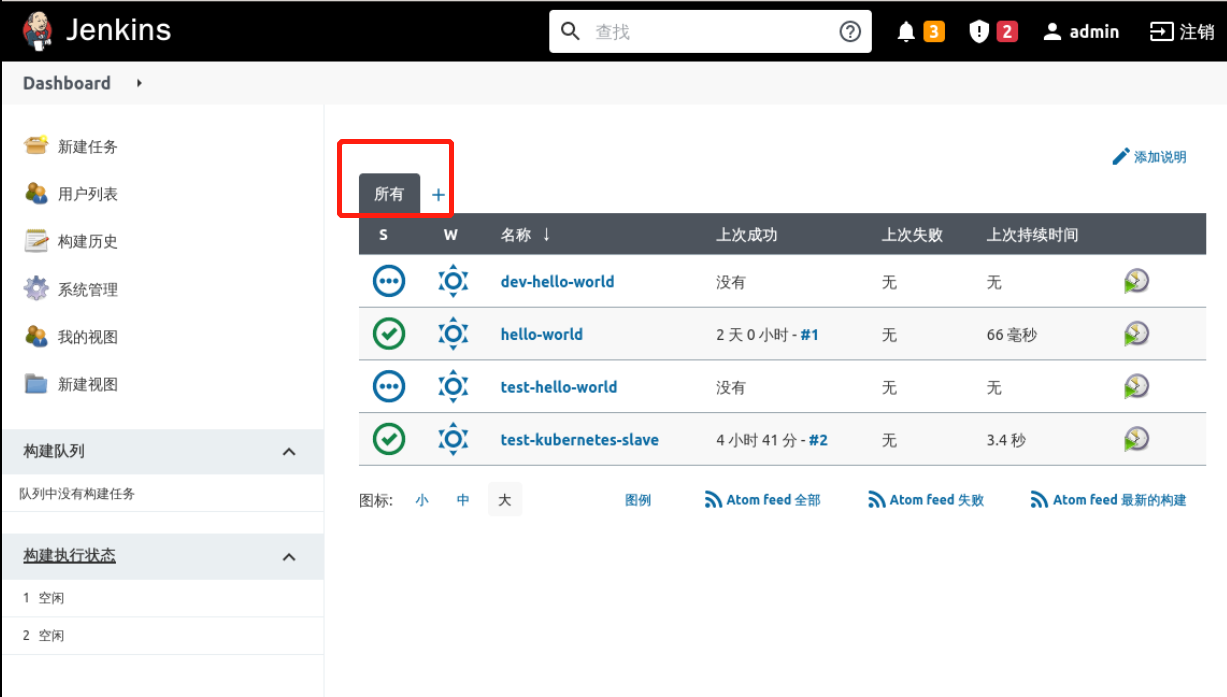 Jenkins 查找 3 2 admin 注销
Dashboard
新建任务
用户列表
构建历史
系统管理
我的视图
新建视图
构建队列
队列中没有构建任务
构建执行状态
1 空闲
2 空闲
添加说明
所有 +
S W 名称 ↓ 上次成功 上次失败 上次持续时间
dev-hello-world 没有 无 无
hello-world 2 天 0 小时 - #1 无 66 毫秒
test-hello-world 没有 无 无
test-kubernetes-slave 4 小时 41 分 - #2 无 3.4 秒
图标: 小 中 大 图例 Atom feed 全部 Atom feed 失败 Atom feed 最新的构建